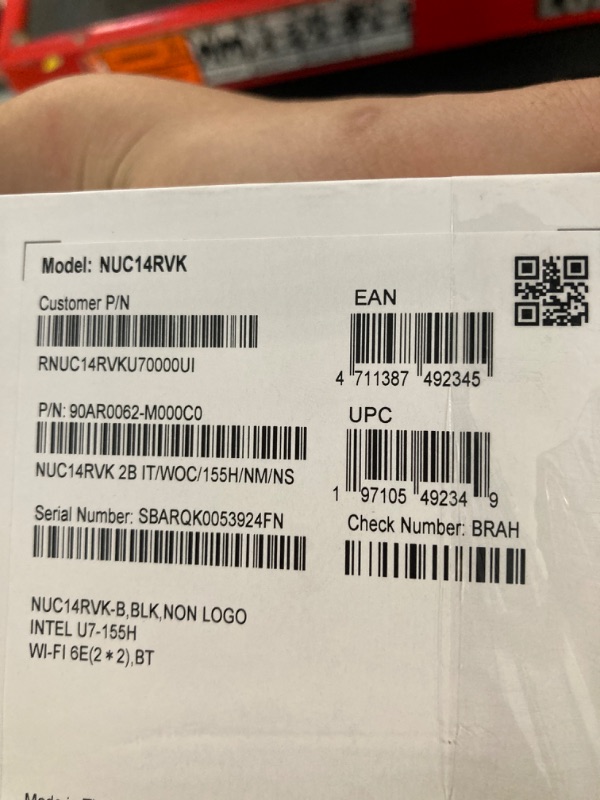 Model: NUC14RVK
Customer P/N
RNUC14RVKU70000UI
P/N: 90AR0062-M000C0
NUC14RVK 2B IT/WOC/155H/NM/NS
Serial Number: SBARQK0053924FN
EAN
4 711387 492345
UPC
1 97105 49234 9
Check Number: BRAH
NUC14RVK-B,BLK,NON LOGO
INTEL U7-155H
WI-FI 6E(2*2),BT